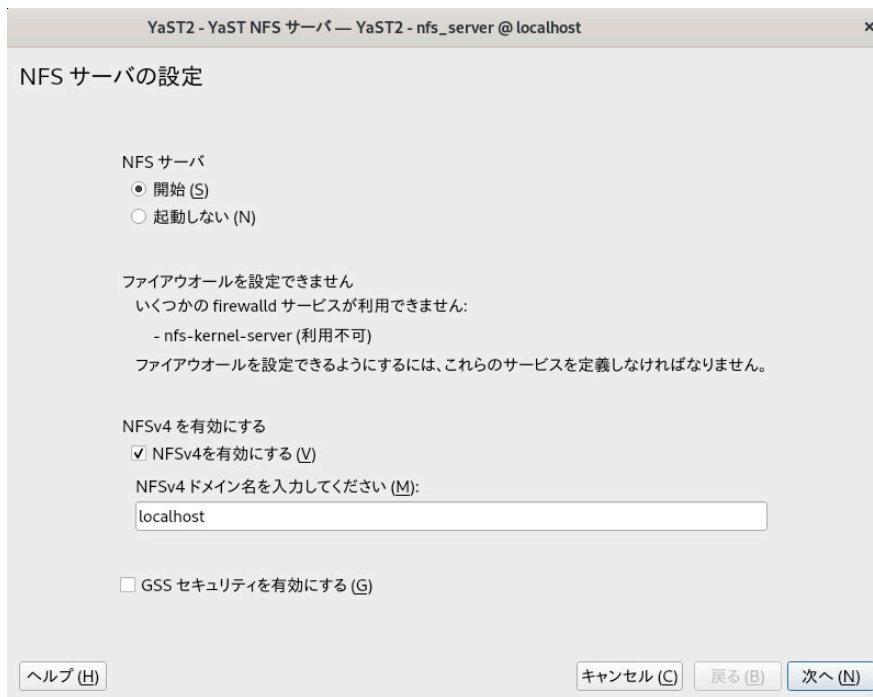 YaST2 - YaST NFS サーバ — YaST2 - nfs_server @ localhost
NFS サーバの設定
NFS サーバ
開始 (S)
起動しない (N)
ファイアウオールを設定できません
いくつかの firewalld サービスが利用できません:
- nfs-kernel-server (利用不可)
ファイアウオールを設定できるようにするには、これらのサービスを定義しなければなりません。
NFSv4 を有効にする
NFSv4を有効にする (V)
NFSv4 ドメイン名を入力してください (M):
localhost
GSS セキュリティを有効にする (G)
ヘルプ (H) キャンセル (C) 戻る (B) 次へ (N)